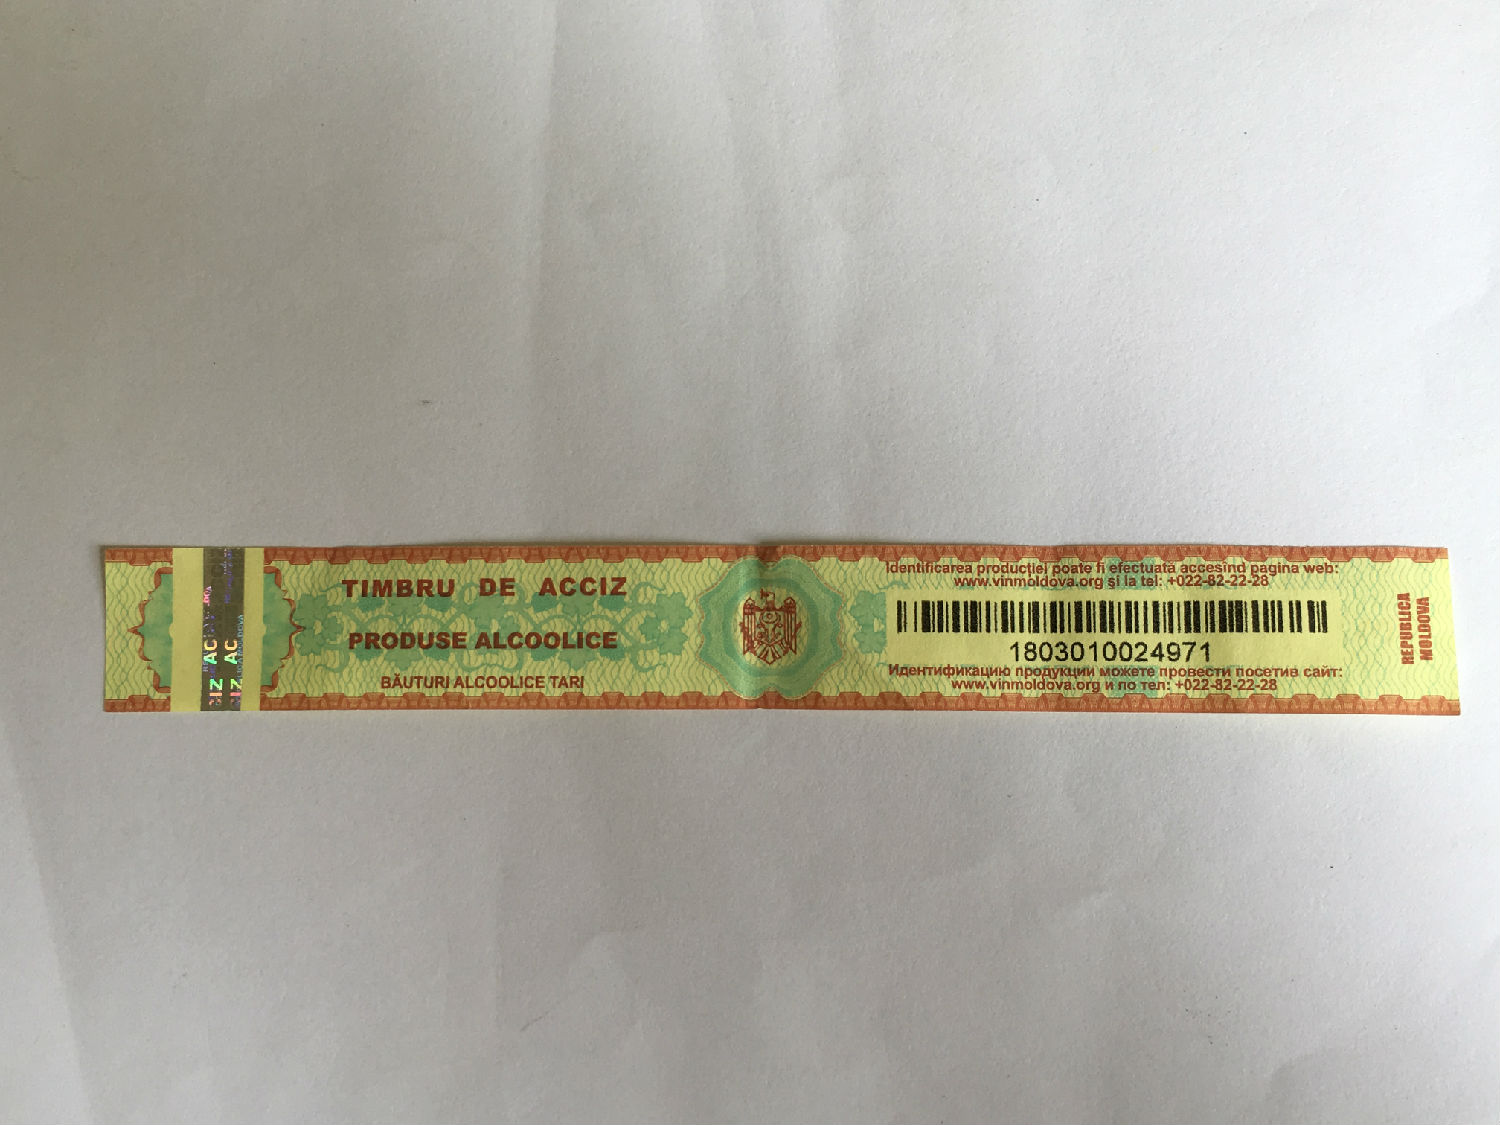 TIMBRU DE ACCIZ
PRODUSE ALCOOLICE
BĂUTURI ALCOOLICE TARI
Identificarea producţiei poate fi efectuată accesînd pagina web:
www.vinmoldova.org şi la tel: +022-82-22-28
1803010024971
Идентификацию продукции можете провести посетив сайт:
www.vinmoldova.org и по тел: +022-82-22-28
REPUBLICA
MOLDOVA